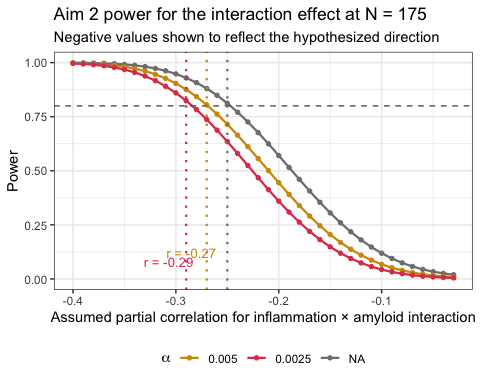 Aim 2 power for the interaction effect at N = 175
Negative values shown to reflect the hypothesized direction
1.00
0.75
0.50
0.25
0.00
Power
r = -0.27
r = -0.29
-0.4 -0.3 -0.2 -0.1
Assumed partial correlation for inflammation × amyloid interaction
α 0.005 0.0025 NA